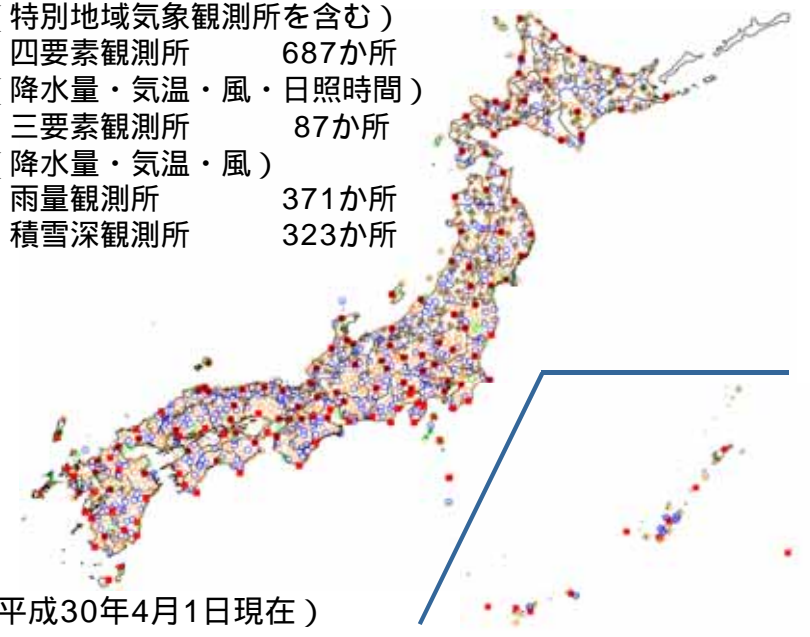 （特別地域気象観測所を含む）
四要素観測所 687か所
（降水量・気温・風・日照時間）
三要素観測所 87か所
（降水量・気温・風）
雨量観測所 371か所
積雪深観測所 323か所
平成30年4月1日現在）